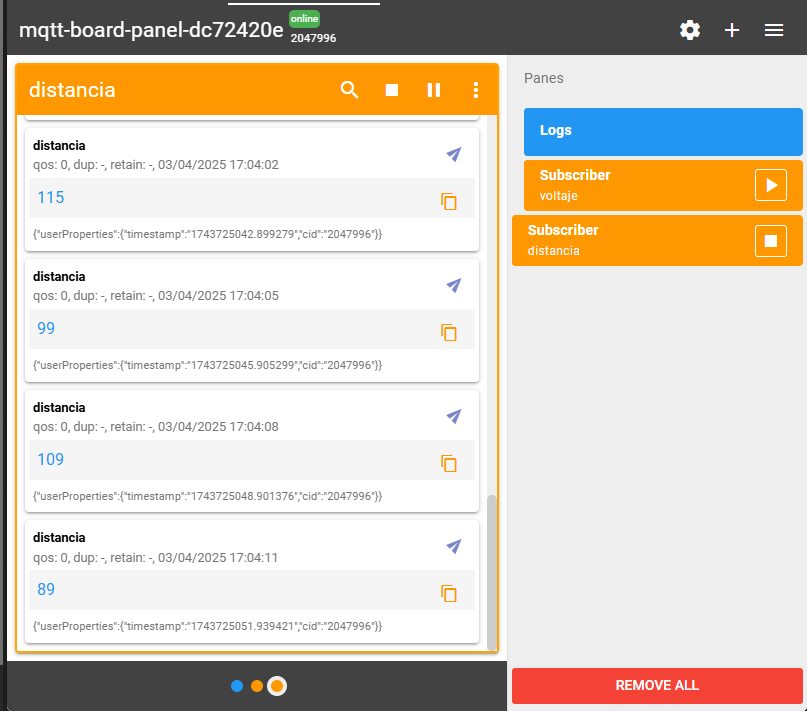 mqtt-board-panel-dc72420e
online
2047996
distancia
distancia
qos: 0, dup: -, retain: -, 03/04/2025 17:04:02
115
{"userProperties":{"timestamp":"1743725042.899279","cid":"2047996"}}
distancia
qos: 0, dup: -, retain: -, 03/04/2025 17:04:05
99
{"userProperties":{"timestamp":"1743725045.905299","cid":"2047996"}}
distancia
qos: 0, dup: -, retain: -, 03/04/2025 17:04:08
109
{"userProperties":{"timestamp":"1743725048.901376","cid":"2047996"}}
distancia
qos: 0, dup: -, retain: -, 03/04/2025 17:04:11
89
{"userProperties":{"timestamp":"1743725051.939421","cid":"2047996"}}
Panes
Logs
Subscriber
voltaje
Subscriber
distancia
REMOVE ALL